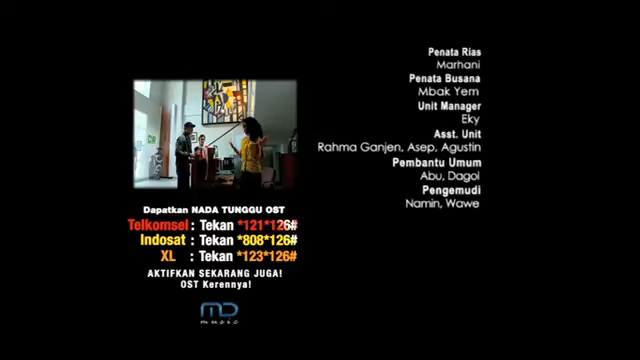 Penata Rias
Marhani
Penata Busana
Mbak Yem
Unit Manager
Eky
Asst. Unit
Rahma Ganjen, Asep, Agustin
Pembantu Umum
Abu, Dagol
Pengemudi
Namin, Wawe
Dapatkan NADA TUNGGU OST
Telkomsel : Tekan *121*126#
Indosat : Tekan *808*126#
XL : Tekan *123*126#
AKTIFKAN SEKARANG JUGA!
OST Kerennya!
MD
music